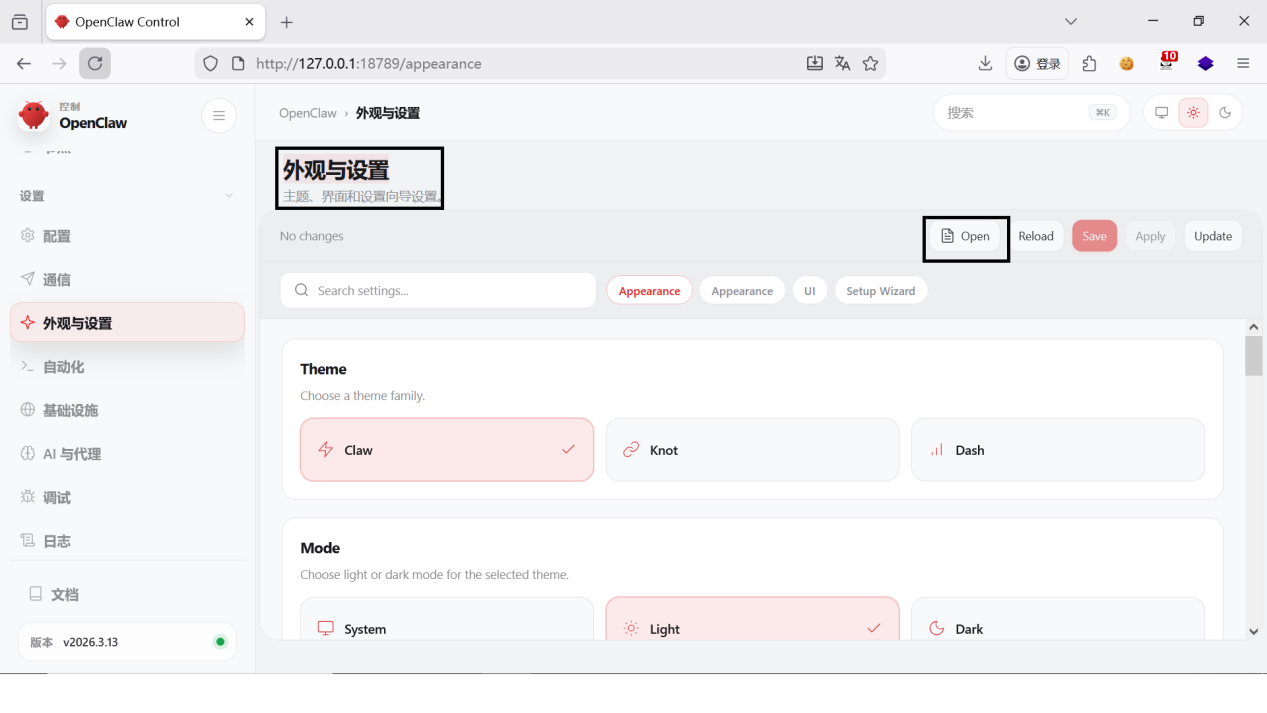 OpenClaw Control
http://127.0.0.1:18789/appearance
登录
10
控制
OpenClaw
OpenClaw › 外观与设置
搜索
⌘K
设置
配置
通信
外观与设置
自动化
基础设施
AI 与代理
调试
日志
文档
版本 v2026.3.13
外观与设置
主题、界面和设置向导设置。
No changes
Open
Reload
Save
Apply
Update
Search settings...
Appearance
Appearance
UI
Setup Wizard
Theme
Choose a theme family.
Claw
Knot
Dash
Mode
Choose light or dark mode for the selected theme.
System
Light
Dark